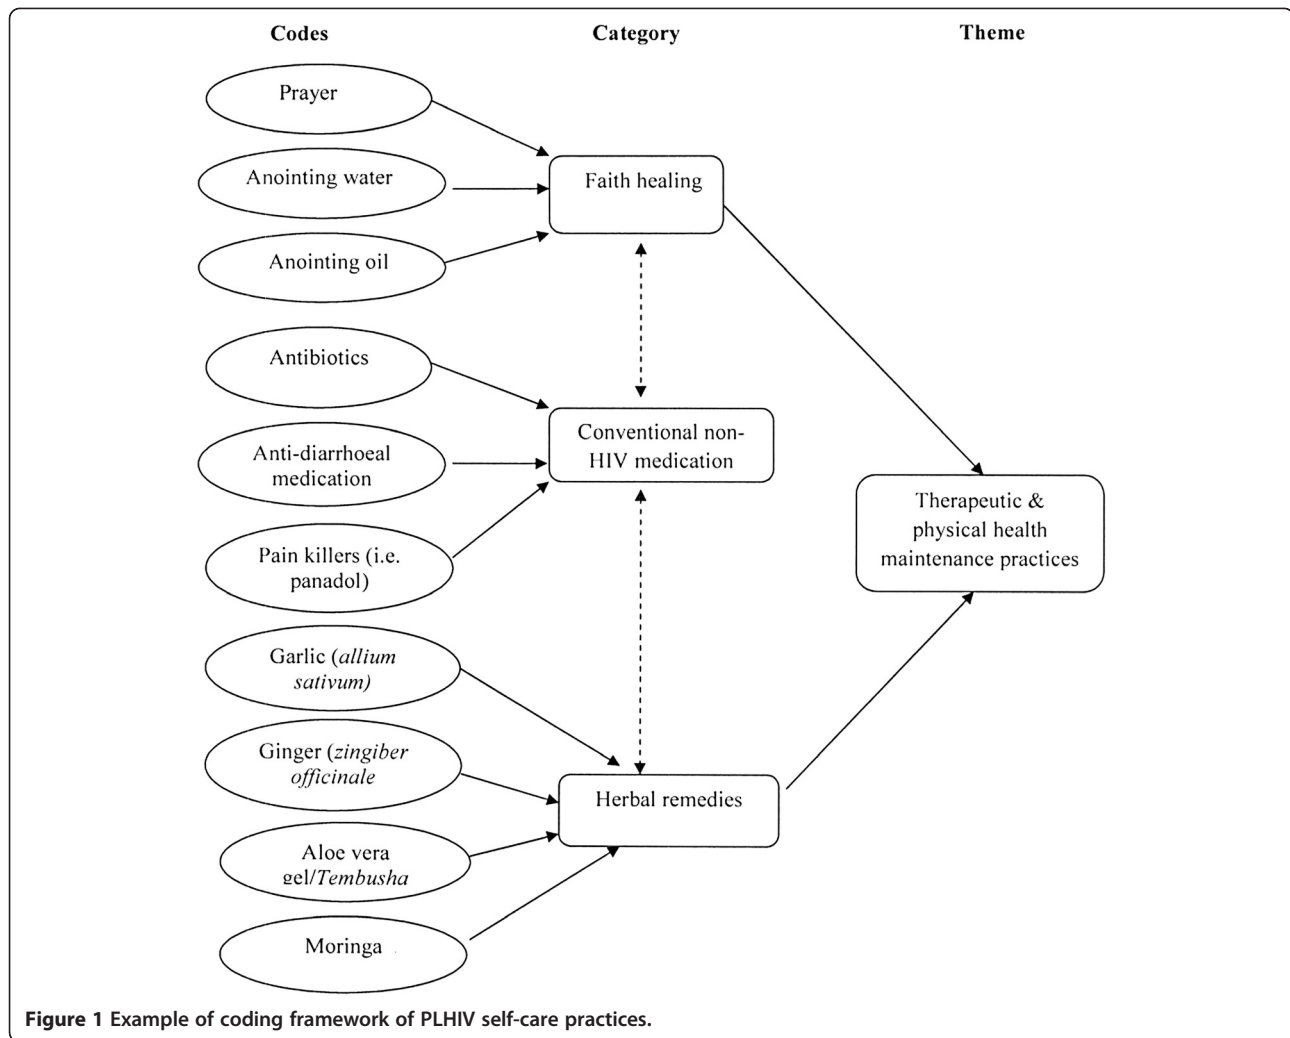 Codes Category Theme
Prayer
Anointing water
Anointing oil
Faith healing
Antibiotics
Anti-diarrhoeal
medication
Pain killers (i.e.
panadol)
Conventional non-
HIV medication
Garlic (allium
sativum)
Ginger (zingiber
officinale
Aloe vera
gel/Tembusha
Moringa
Herbal remedies
Therapeutic &
physical health
maintenance practices
Figure 1 Example of coding framework of PLHIV self-care practices.